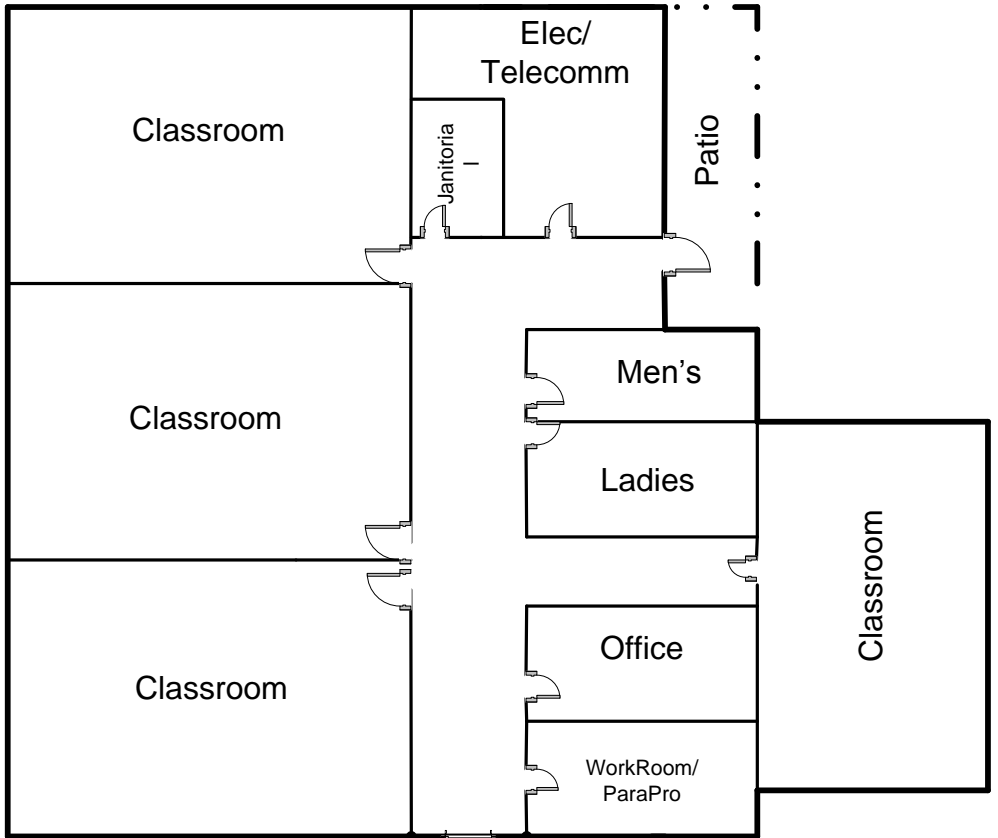 Elec/
Telecomm
Classroom
Janitoria
l
Patio
Men's
Classroom
Ladies
Classroom
Office
Classroom
WorkRoom/
ParaPro